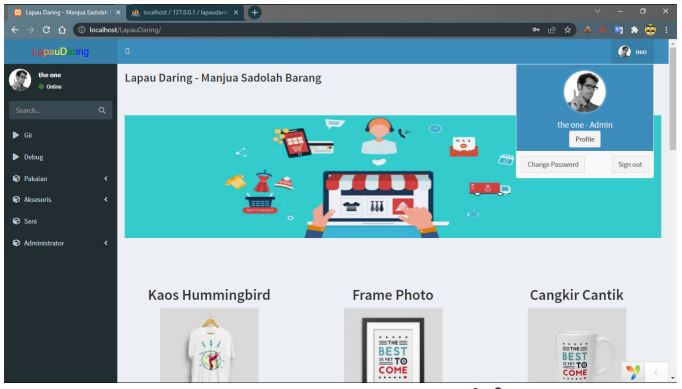 Lapau Daring - Manjua Sadolah
localhost / 127.0.0.1 / lapaudarin
localhost/LapauDaring/
LapauDaring
neo
the one
Online
Search...
Gii
Debug
Pakaian
Aksesoris
Seni
Administrator
Lapau Daring - Manjua Sadolah Barang
the one - Admin
Profile
Change Password
Sign out
Kaos Hummingbird
Frame Photo
Cangkir Cantik
THE
BEST
IS YET TO
COME
THE
BEST
IS YET TO
COME